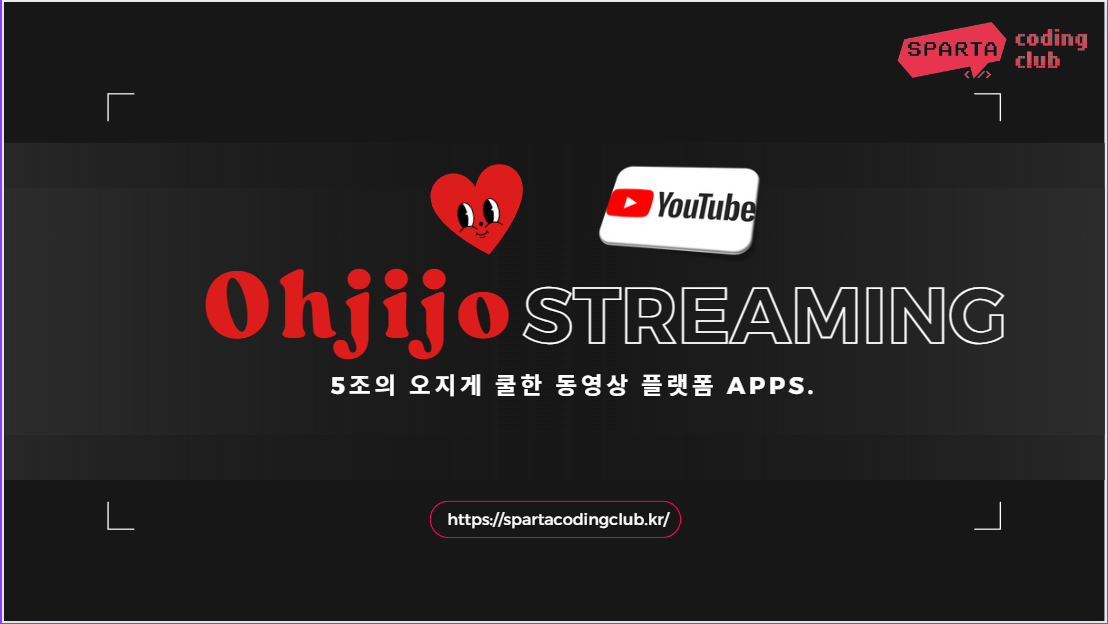 SPARTA coding
club
</>
YouTube
Ohjijo STREAMING
5조의 오지게 쿨한 동영상 플랫폼 APPS.
https://spartacodingclub.kr/